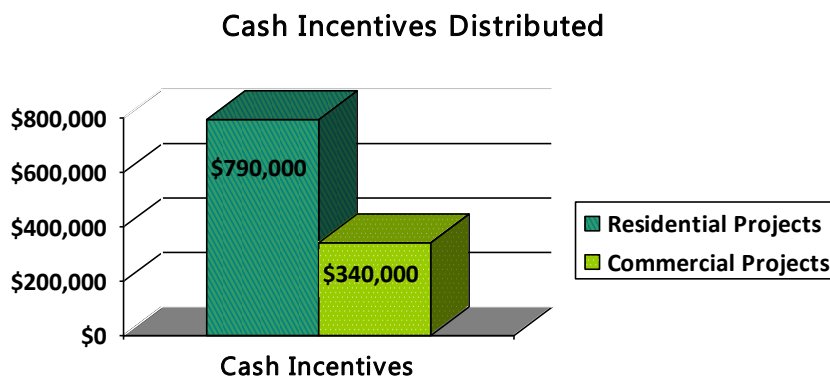 Cash Incentives Distributed
$800,000
$600,000
$400,000
$200,000
$0
$790,000
$340,000
Cash Incentives
Residential Projects
Commercial Projects